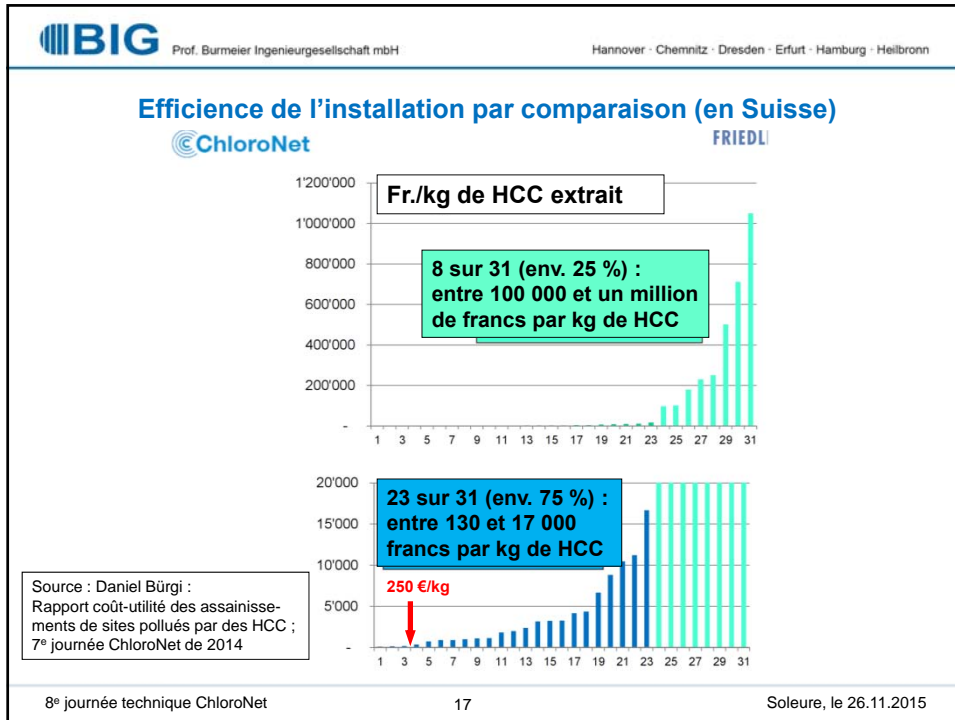 BIG Prof. Burmeier Ingenieurgesellschaft mbH Hannover · Chemnitz · Dresden · Erfurt · Hamburg · Heilbronn
Efficience de l'installation par comparaison (en Suisse)
ChloroNet FRIEDL
1'200'000
1'000'000
800'000
600'000
400'000
200'000
-
Fr./kg de HCC extrait
8 sur 31 (env. 25 %) :
entre 100 000 et un million
de francs par kg de HCC
1 3 5 7 9 11 13 15 17 19 21 23 25 27 29 31
20'000
15'000
10'000
5'000
-
23 sur 31 (env. 75 %) :
entre 130 et 17 000
francs par kg de HCC
250 €/kg
1 3 5 7 9 11 13 15 17 19 21 23 25 27 29 31
Source : Daniel Bürgi :
Rapport coût-utilité des assainisse-
ments de sites pollués par des HCC ;
7e journée ChloroNet de 2014
8e journée technique ChloroNet 17 Soleure, le 26.11.2015